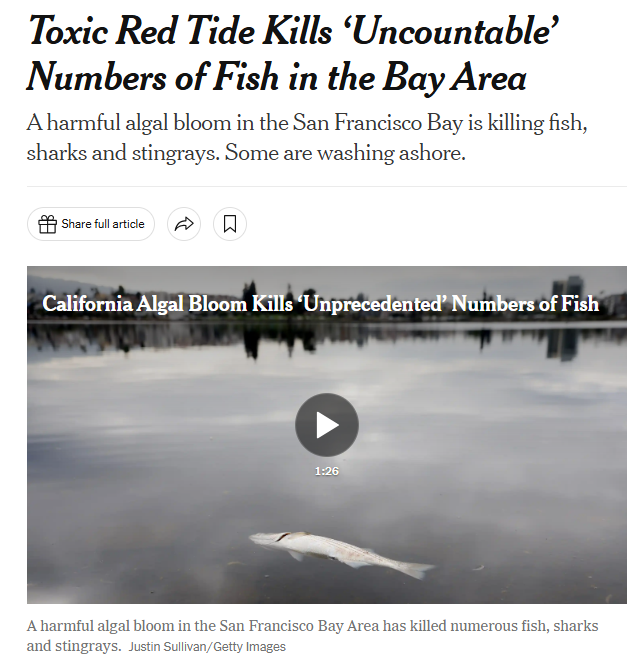 Toxic Red Tide Kills ‘Uncountable’
Numbers of Fish in the Bay Area
A harmful algal bloom in the San Francisco Bay is killing fish,
sharks and stingrays. Some are washing ashore.
Share full article
California Algal Bloom Kills ‘Unprecedented’ Numbers of Fish
1:26
A harmful algal bloom in the San Francisco Bay Area has killed numerous fish, sharks
and stingrays. Justin Sullivan/Getty Images